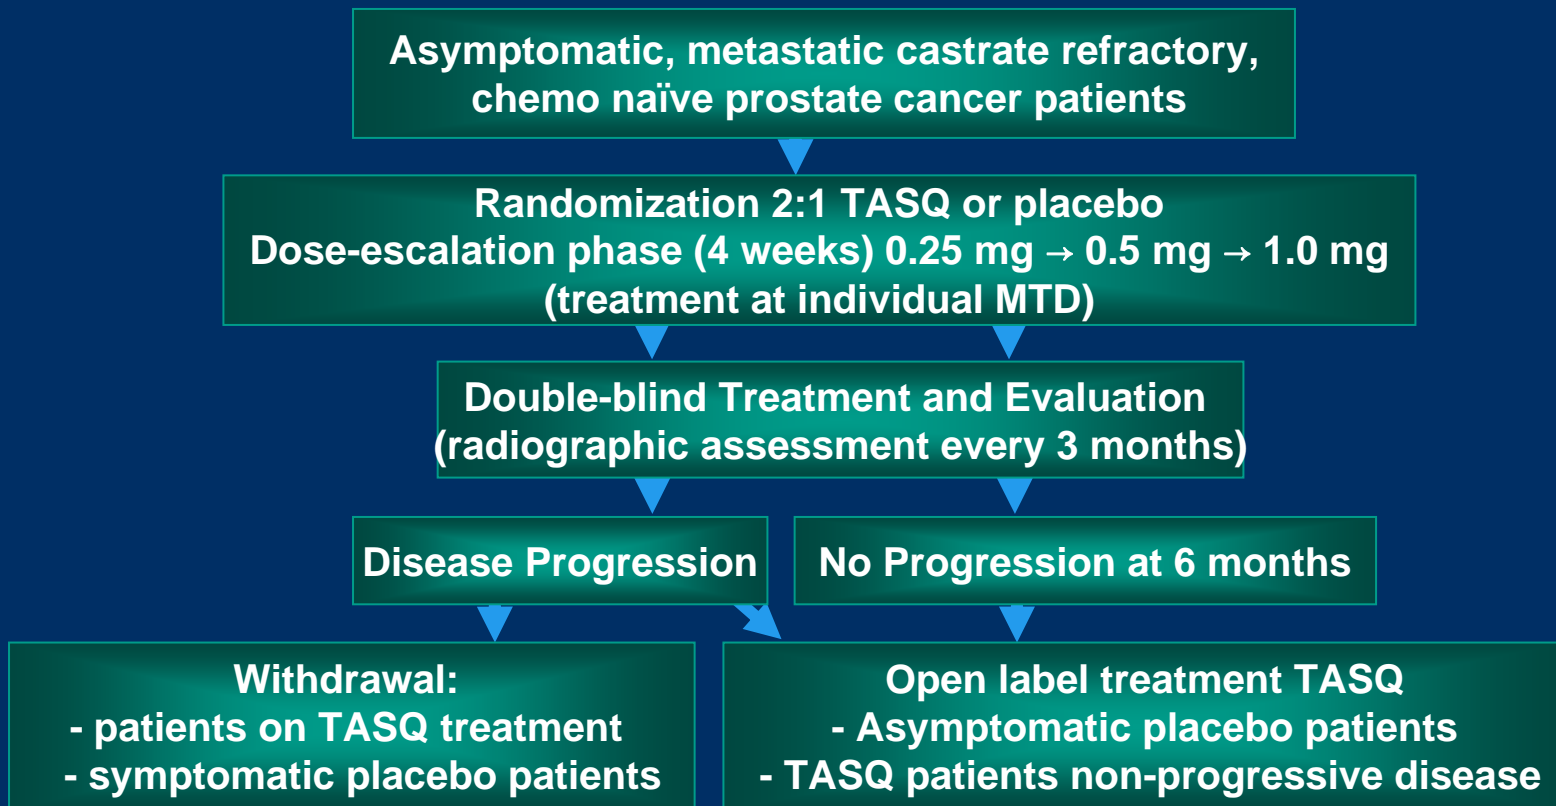 Asymptomatic, metastatic castrate refractory,
chemo naïve prostate cancer patients
Randomization 2:1 TASQ or placebo
Dose-escalation phase (4 weeks) 0.25 mg → 0.5 mg → 1.0 mg
(treatment at individual MTD)
Double-blind Treatment and Evaluation
(radiographic assessment every 3 months)
Disease Progression
No Progression at 6 months
Withdrawal:
- patients on TASQ treatment
- symptomatic placebo patients
Open label treatment TASQ
- Asymptomatic placebo patients
- TASQ patients non-progressive disease